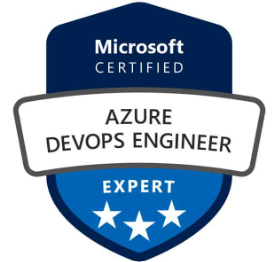 Microsoft
CERTIFIED
AZURE
DEVOPS ENGINEER
EXPERT